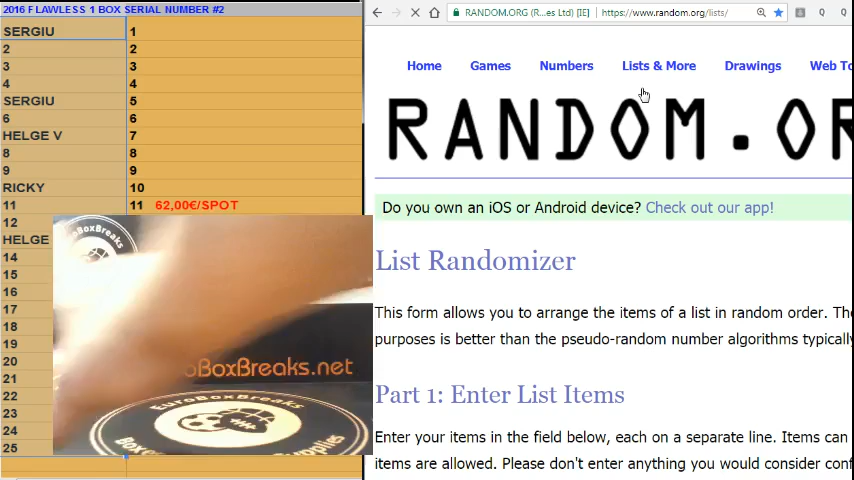 2016 FLAWLESS 1 BOX SERIAL NUMBER #2
SERGIU 1
2 2
3 3
4 4
SERGIU 5
6 6
HELGE V 7
8 8
9 9
RICKY 10
11 11 62,00€/SPOT
12
HELGE
14
15
16
17
18
19
20
21
22
23
24
25
EuroBoxBreaks.net
EuroBoxBreaks
RANDOM.ORG (R...es Ltd) [IE] https://www.random.org/lists/
Home Games Numbers Lists & More Drawings Web To
RANDOM.OR
Do you own an iOS or Android device? Check out our app!
List Randomizer
This form allows you to arrange the items of a list in random order. The
purposes is better than the pseudo-random number algorithms typically
Part 1: Enter List Items
Enter your items in the field below, each on a separate line. Items can
items are allowed. Please don't enter anything you would consider conf